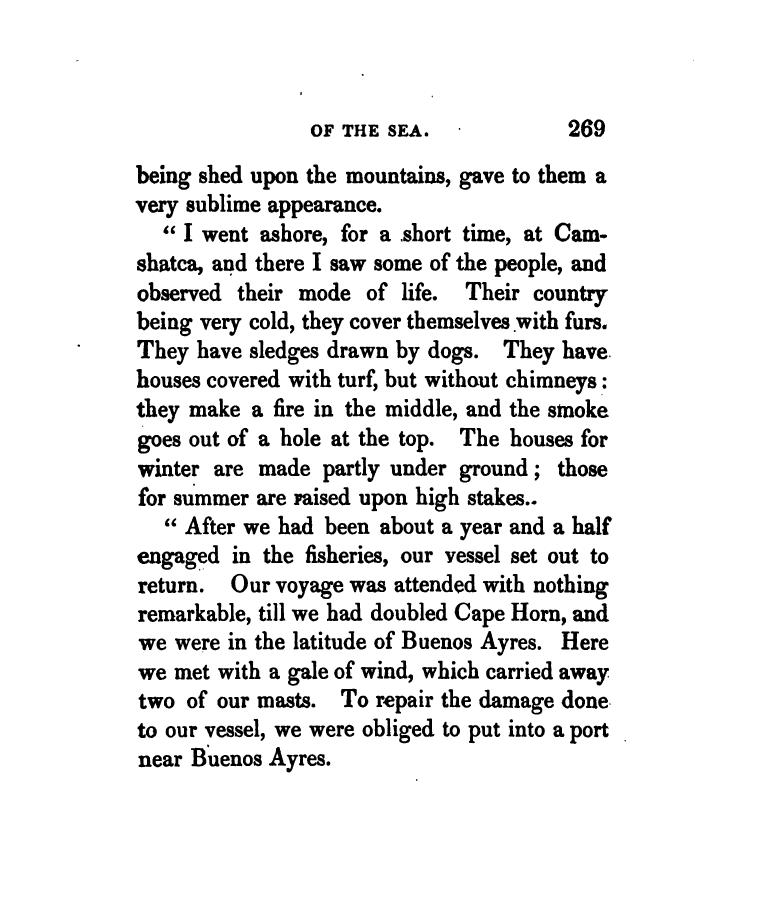 OF THE SEA. 269
being shed upon the mountains, gave to them a
very sublime appearance.
“ I went ashore, for a short time, at Cam-
shatca, and there I saw some of the people, and
observed their mode of life. Their country
being very cold, they cover themselves with furs.
They have sledges drawn by dogs. They have
houses covered with turf, but without chimneys :
they make a fire in the middle, and the smoke
goes out of a hole at the top. The houses for
winter are made partly under ground ; those
for summer are raised upon high stakes..
“ After we had been about a year and a half
engaged in the fisheries, our vessel set out to
return. Our voyage was attended with nothing
remarkable, till we had doubled Cape Horn, and
we were in the latitude of Buenos Ayres. Here
we met with a gale of wind, which carried away
two of our masts. To repair the damage done
to our vessel, we were obliged to put into a port
near Buenos Ayres.